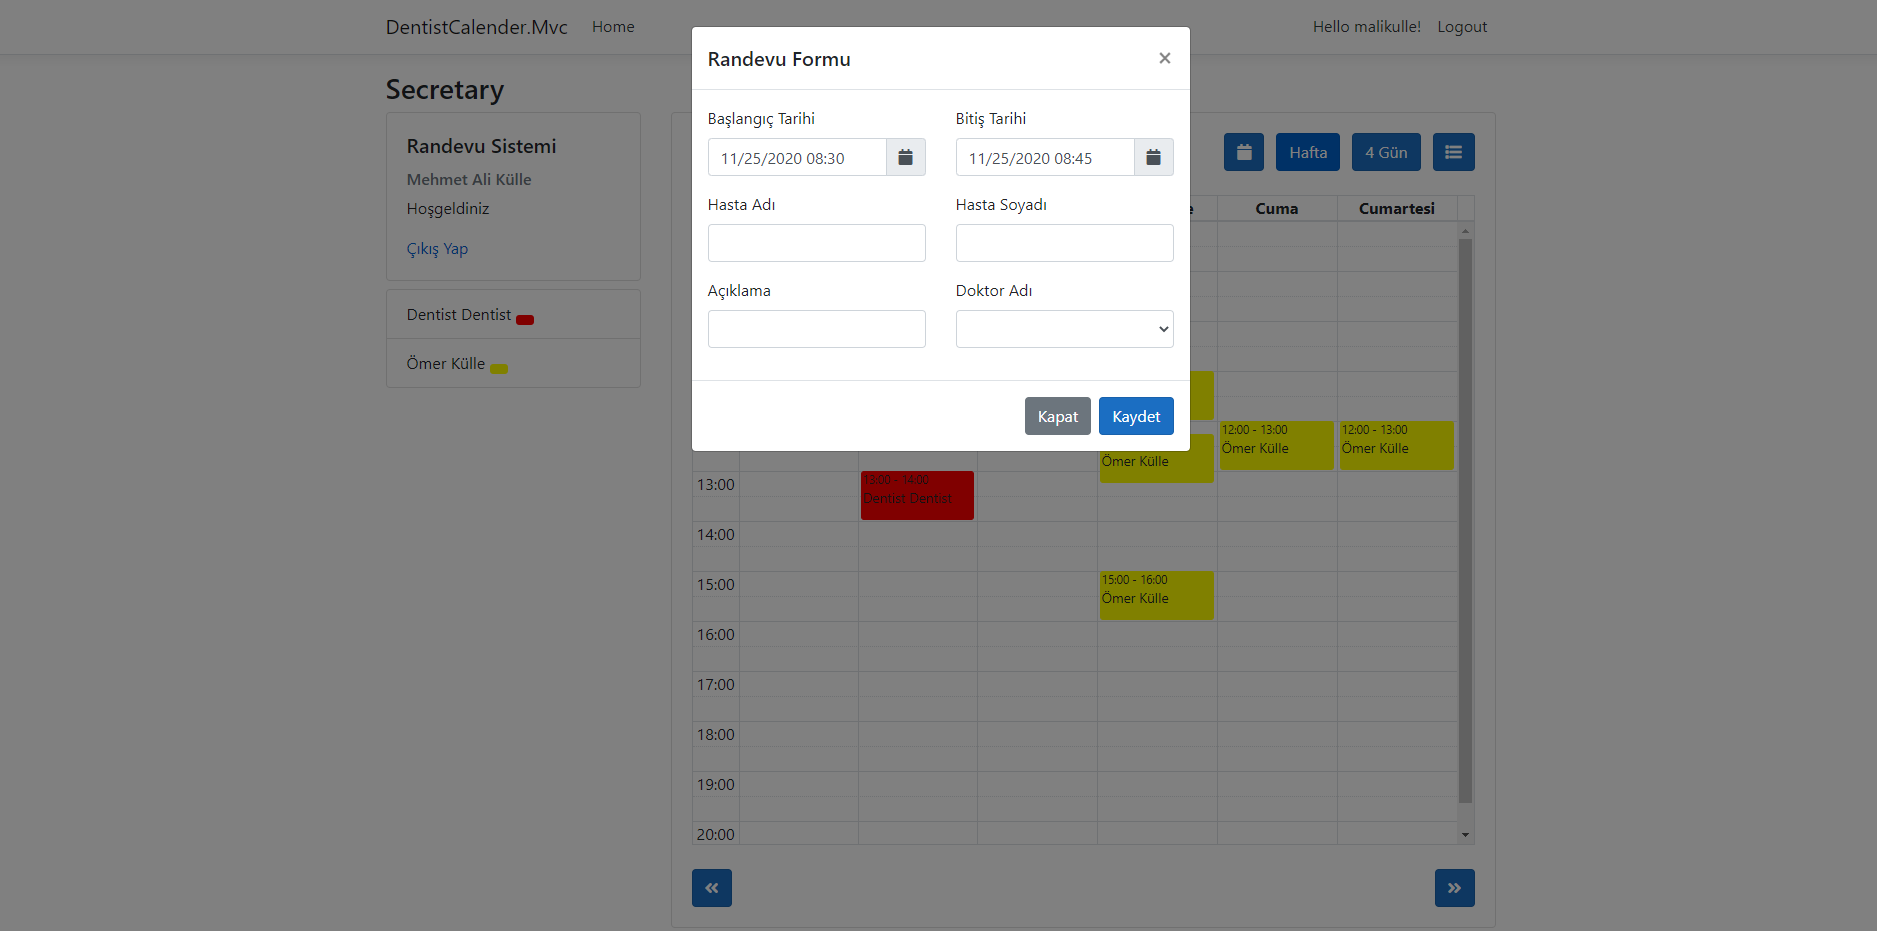 DentistCalender.Mvc Home Hello malikulle! Logout
Secretary
Randevu Sistemi
Mehmet Ali Külle
Hoşgeldiniz
Çıkış Yap
Dentist Dentist
Ömer Külle
Randevu Formu ×
Başlangıç Tarihi Bitiş Tarihi
11/25/2020 08:30 11/25/2020 08:45
Hasta Adı Hasta Soyadı
Açıklama Doktor Adı
Kapat Kaydet
Hafta 4 Gün
Cuma Cumartesi
12:00 - 13:00 12:00 - 13:00
Ömer Külle Ömer Külle
Ömer Külle
13:00 13:00 - 14:00
Dentist Dentist
14:00
15:00 15:00 - 16:00
Ömer Külle
16:00
17:00
18:00
19:00
20:00